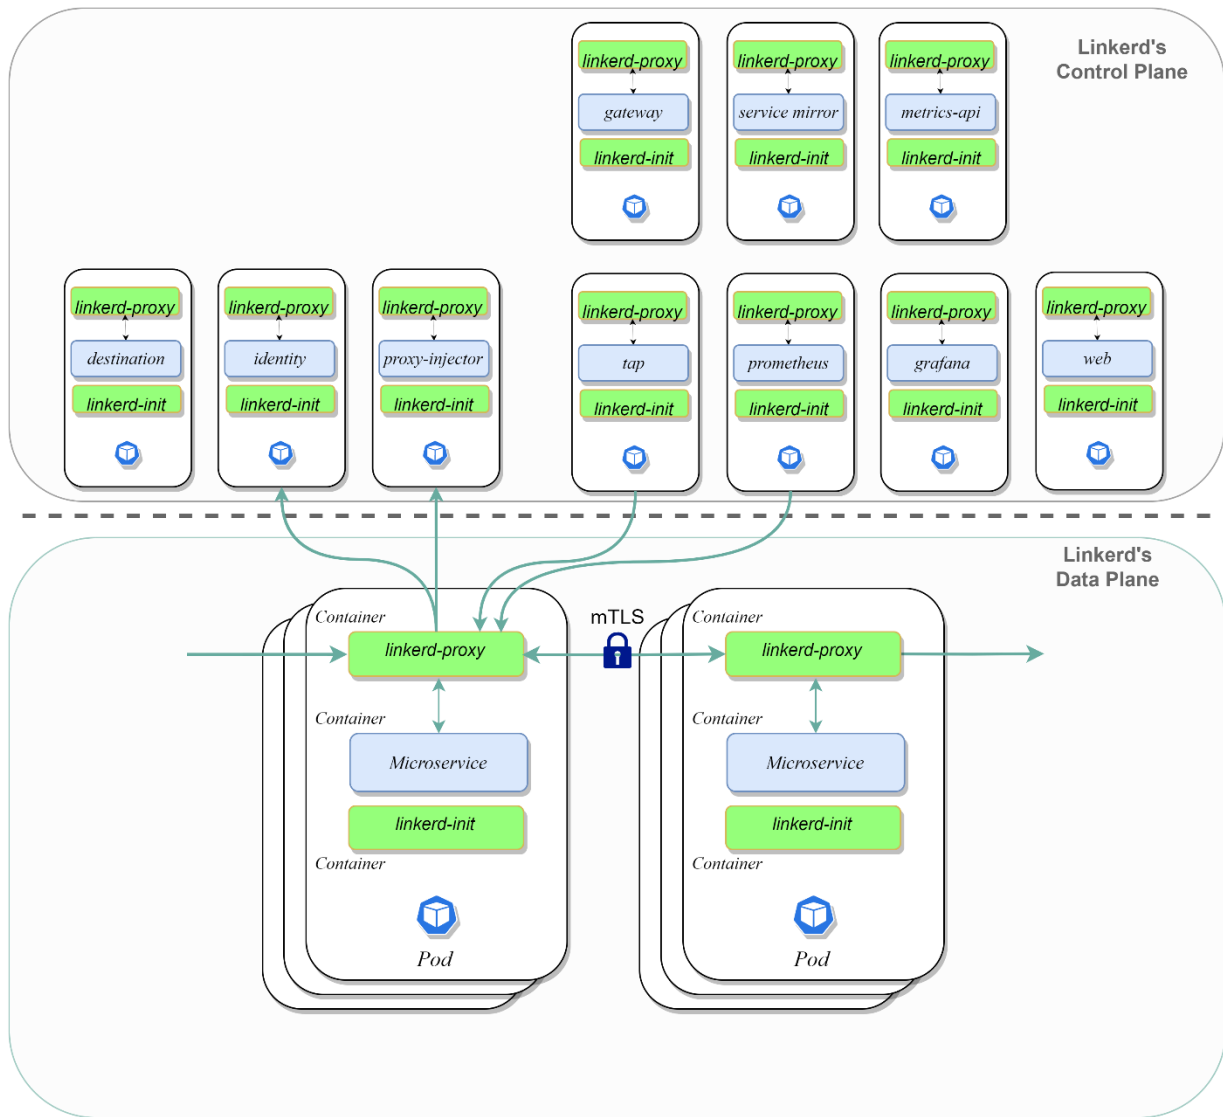 Linkerd's
Control Plane
linkerd-proxy
gateway
linkerd-init
linkerd-proxy
service mirror
linkerd-init
linkerd-proxy
metrics-api
linkerd-init
linkerd-proxy
destination
linkerd-init
linkerd-proxy
identity
linkerd-init
linkerd-proxy
proxy-injector
linkerd-init
linkerd-proxy
tap
linkerd-init
linkerd-proxy
prometheus
linkerd-init
linkerd-proxy
grafana
linkerd-init
linkerd-proxy
web
linkerd-init
Linkerd's
Data Plane
Container
linkerd-proxy
Container
Microservice
linkerd-init
Container
Pod
mTLS
Container
linkerd-proxy
Container
Microservice
linkerd-init
Container
Pod